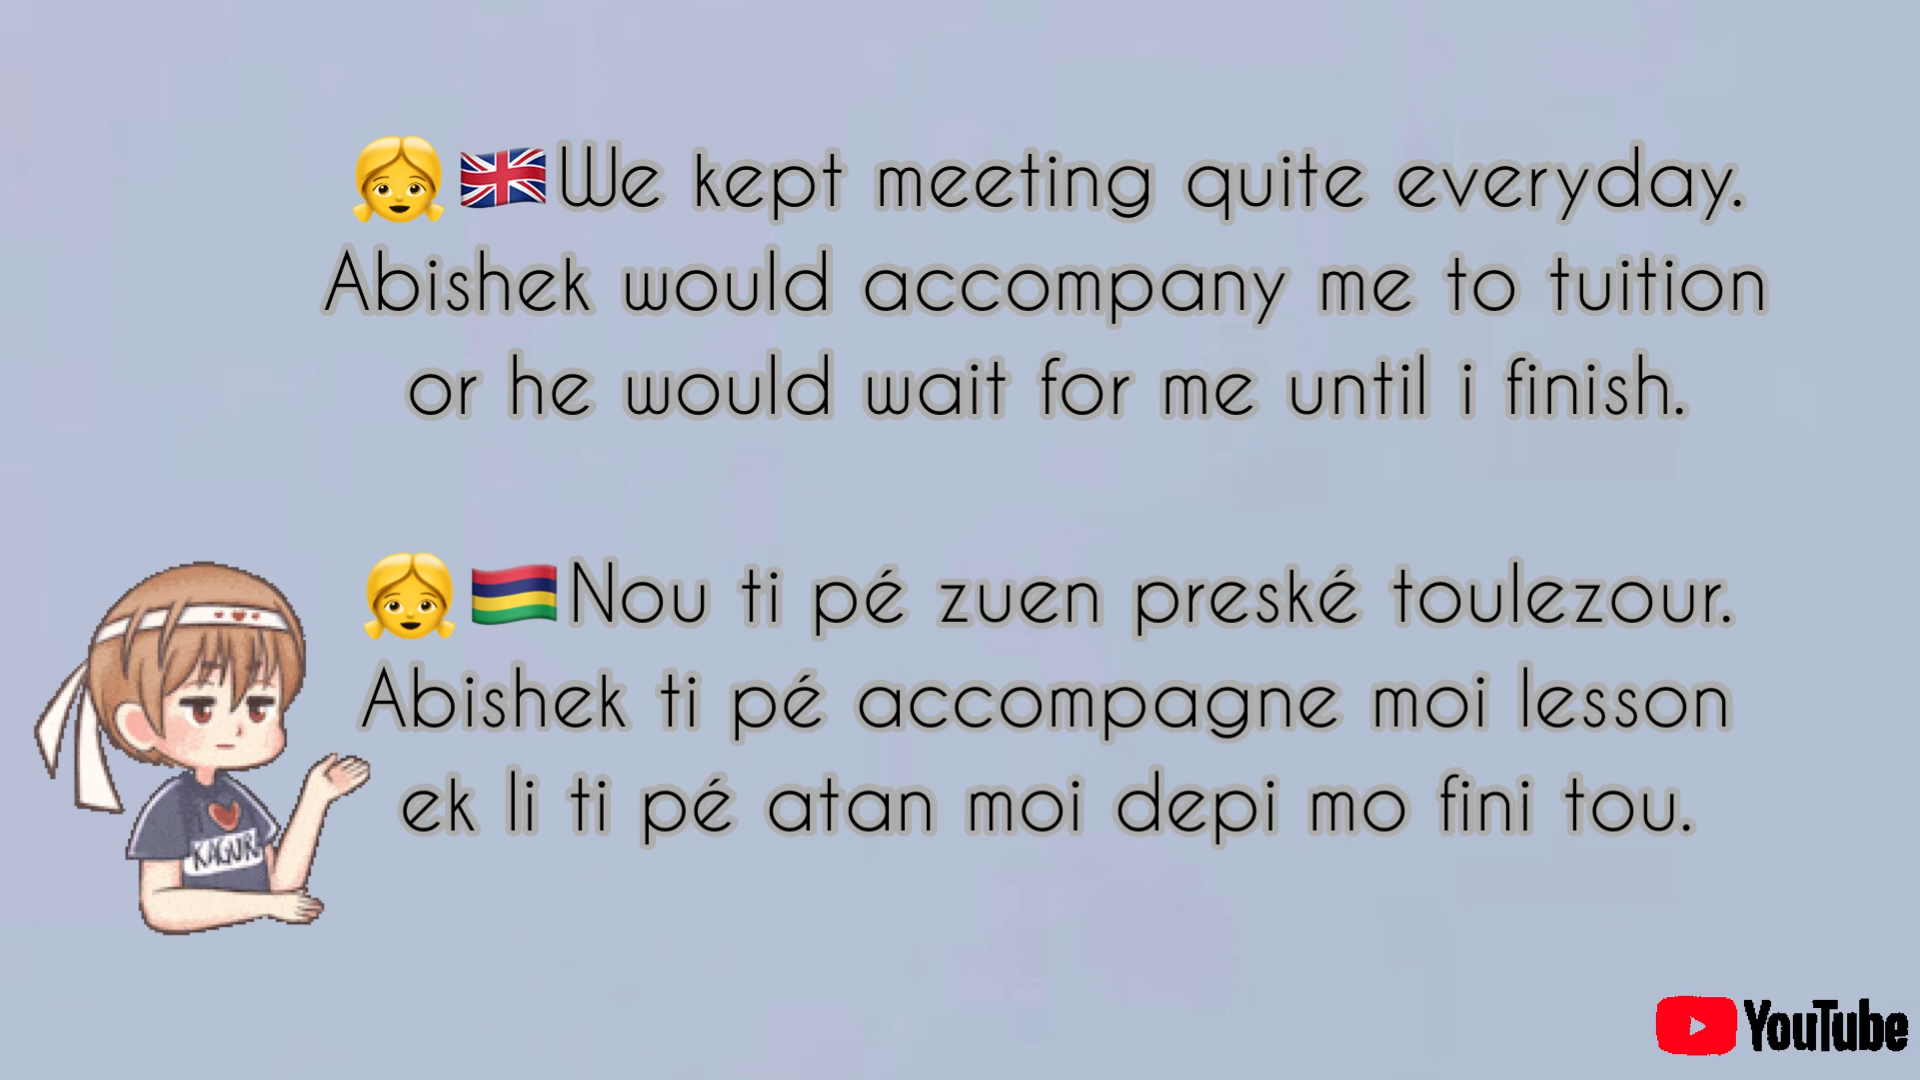 👧🇬🇧We kept meeting quite everyday.
Abishek would accompany me to tuition
or he would wait for me until i finish.
👧🇲🇺Nou ti pé zuen preské toulezour.
Abishek ti pé accompagne moi lesson
ek li ti pé atan moi depi mo fini tou.
KAGUR
YouTube